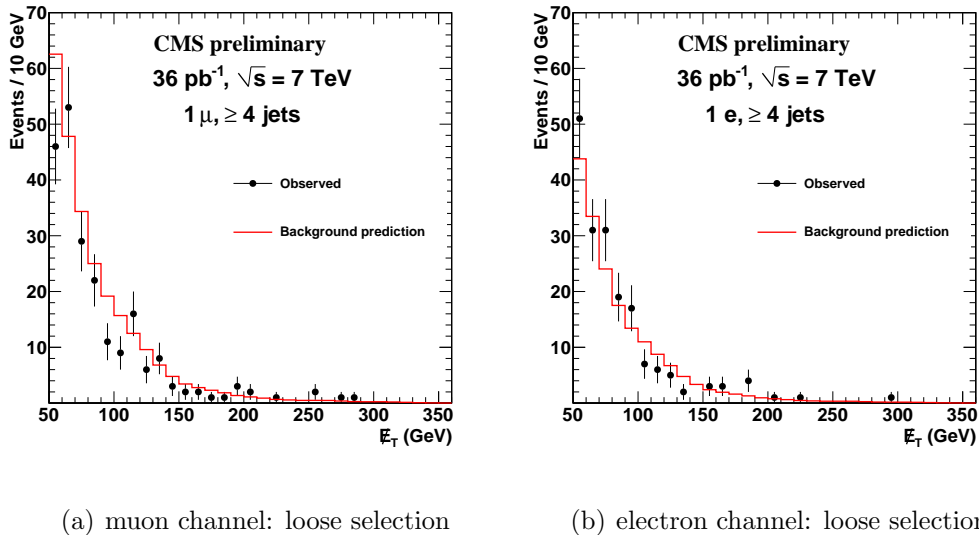 Events / 10 GeV
70
60
50
40
30
20
10
CMS preliminary
36 pb⁻¹, √s = 7 TeV
1 μ, ≥ 4 jets
Observed
Background prediction
50 100 150 200 250 300 350
E̸_T (GeV)
(a) muon channel: loose selection
Events / 10 GeV
70
60
50
40
30
20
10
CMS preliminary
36 pb⁻¹, √s = 7 TeV
1 e, ≥ 4 jets
Observed
Background prediction
50 100 150 200 250 300 350
E̸_T (GeV)
(b) electron channel: loose selection